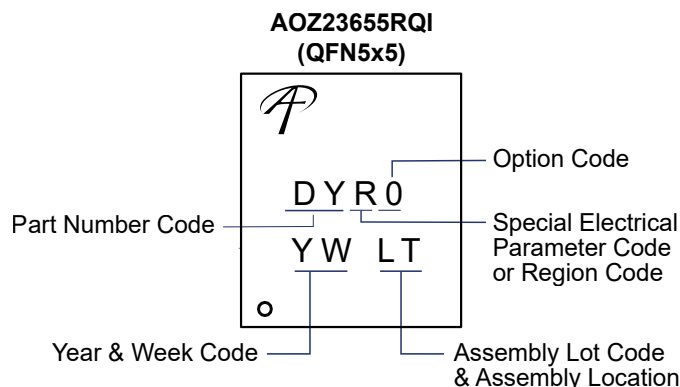 AOZ23655RQI
(QFN5x5)
DYR0
YW LT
Option Code
Part Number Code
Special Electrical
Parameter Code
or Region Code
Year & Week Code
Assembly Lot Code
& Assembly Location